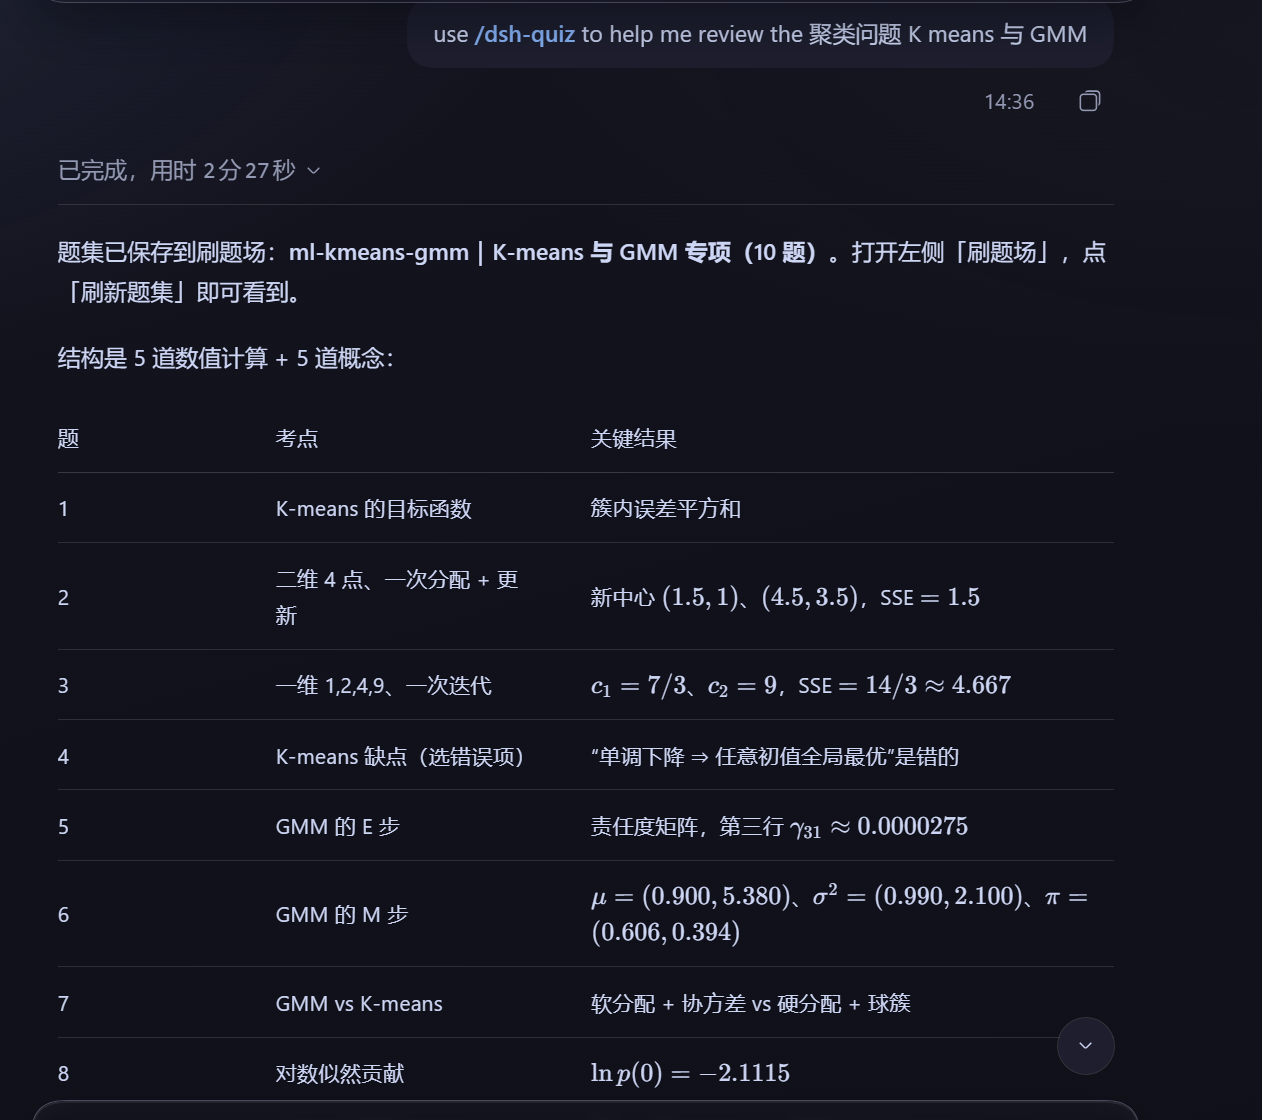 use /dsh-quiz to help me review the 聚类问题 K means 与 GMM
14:36
已完成，用时 2分27秒
题集已保存到刷题场：ml-kmeans-gmm | K-means 与 GMM 专项（10 题）。打开左侧「刷题场」，点
「刷新题集」即可看到。
结构是 5 道数值计算 + 5 道概念：
题 考点 关键结果
1 K-means 的目标函数 簇内误差平方和
2 二维 4 点、一次分配 + 更新 新中心 (1.5, 1)、(4.5, 3.5)，SSE = 1.5
3 一维 1,2,4,9、一次迭代 c₁ = 7/3、c₂ = 9，SSE = 14/3 ≈ 4.667
4 K-means 缺点（选错误项） “单调下降 ⇒ 任意初值全局最优”是错的
5 GMM 的 E 步 责任度矩阵，第三行 γ₃₁ ≈ 0.0000275
6 GMM 的 M 步 μ = (0.900, 5.380)、σ² = (0.990, 2.100)、π =
(0.606, 0.394)
7 GMM vs K-means 软分配 + 协方差 vs 硬分配 + 球簇
8 对数似然贡献 ln p(0) = −2.1115